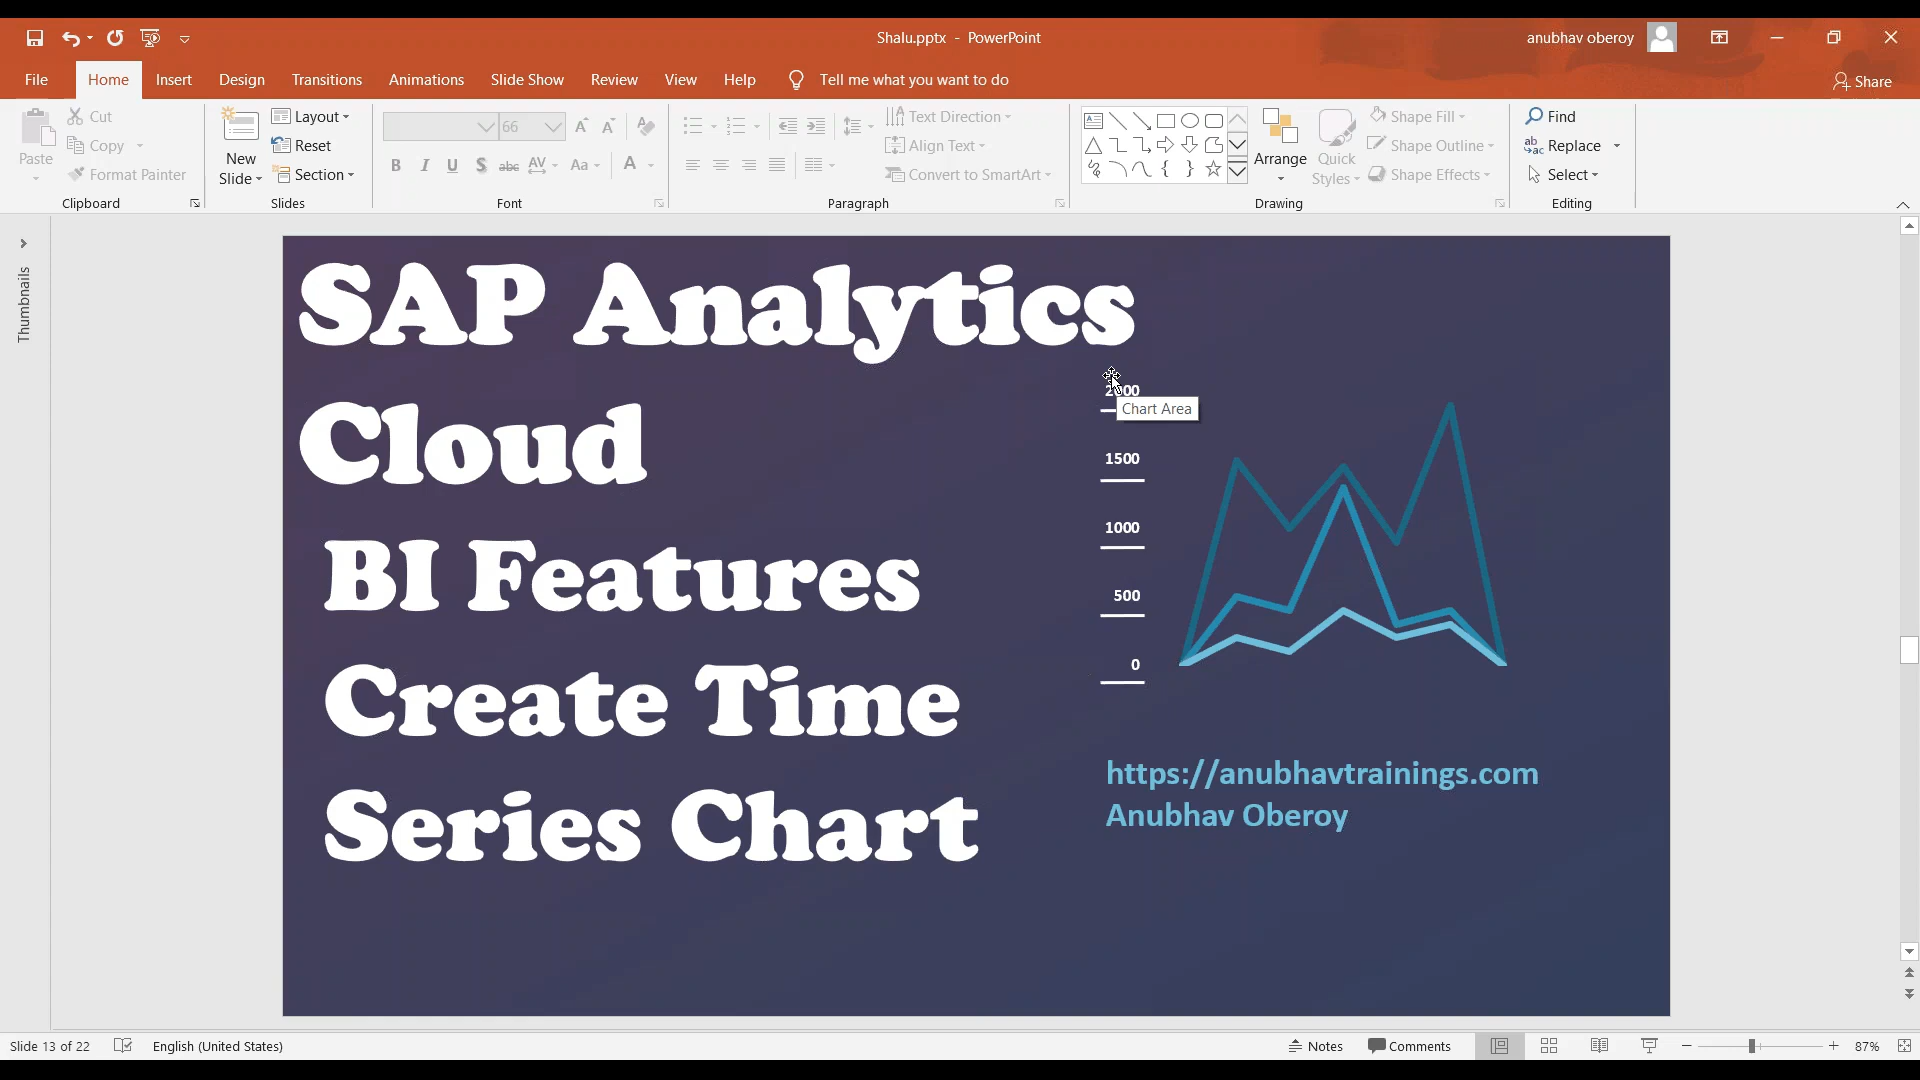 Shalu.pptx - PowerPoint
anubhav oberoy
File Home Insert Design Transitions Animations Slide Show Review View Help Tell me what you want to do
Share
Paste
Cut
Copy
Format Painter
Clipboard
New Slide
Layout
Reset
Section
Slides
66
B I U S abc AV Aa A
Font
Text Direction
Align Text
Convert to SmartArt
Paragraph
Arrange
Quick Styles
Shape Fill
Shape Outline
Shape Effects
Drawing
Find
Replace
Select
Editing
Thumbnails
SAP Analytics
Cloud
BI Features
Create Time
Series Chart
Chart Area
1500
1000
500
0
https://anubhavtrainings.com
Anubhav Oberoy
Slide 13 of 22 English (United States) Notes Comments 87%